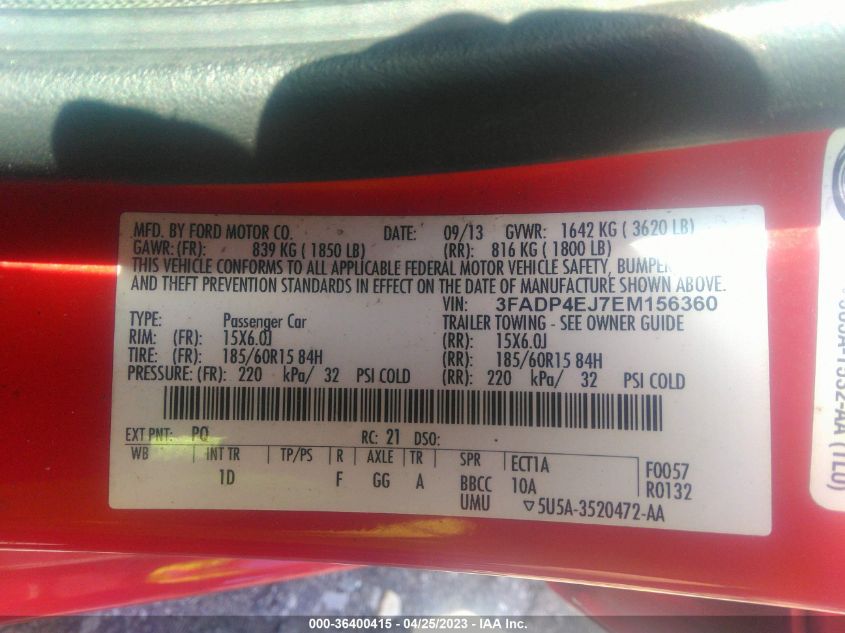 MFD. BY FORD MOTOR CO. DATE: 09/13 GVWR: 1642 KG ( 3620 LB)
GAWR: (FR): 839 KG ( 1850 LB) (RR): 816 KG ( 1800 LB)
THIS VEHICLE CONFORMS TO ALL APPLICABLE FEDERAL MOTOR VEHICLE SAFETY, BUMPER
AND THEFT PREVENTION STANDARDS IN EFFECT ON THE DATE OF MANUFACTURE SHOWN ABOVE.
VIN: 3FADP4EJ7EM156360
TYPE: Passenger Car TRAILER TOWING - SEE OWNER GUIDE
RIM: (FR): 15X6.0J (RR): 15X6.0J
TIRE: (FR): 185/60R15 84H (RR): 185/60R15 84H
PRESSURE: (FR): 220 kPa/ 32 PSI COLD (RR): 220 kPa/ 32 PSI COLD
EXT PNT: PQ RC: 21 DSO:
WB INT TR TP/PS R AXLE TR SPR ECT1A F0057
1D F GG A BBCC 10A R0132
UMU ▽5U5A-3520472-AA
000-36400415 - 04/25/2023 - IAA Inc.